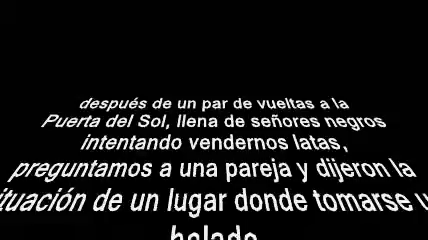 después de un par de vueltas a la
Puerta del Sol, llena de señores negros
intentando vendernos latas,
preguntamos a una pareja y dijeron la
ituación de un lugar donde tomarse u
helado